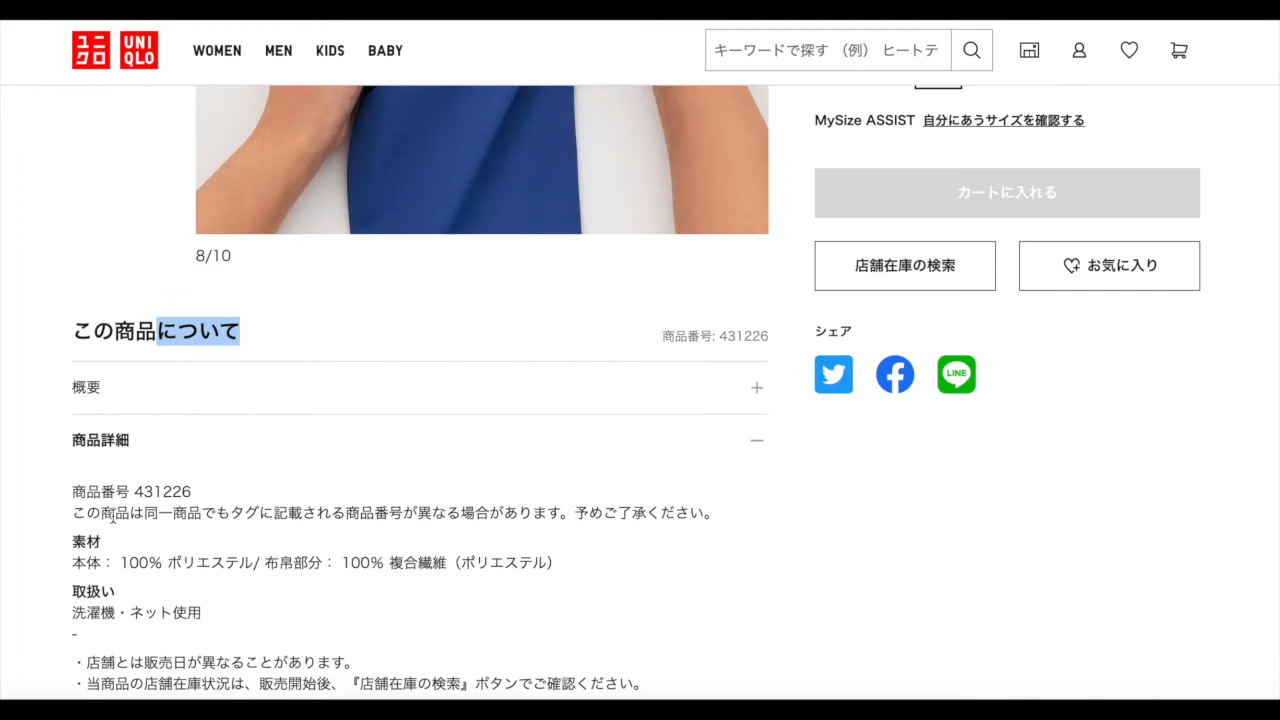 ユニクロ UNIQLO
WOMEN MEN KIDS BABY
キーワードで探す （例） ヒートテ
MySize ASSIST 自分にあうサイズを確認する
カートに入れる
8/10
店舗在庫の検索
お気に入り
この商品について
商品番号: 431226
シェア
LINE
概要
商品詳細
商品番号 431226
この商品は同一商品でもタグに記載される商品番号が異なる場合があります。予めご了承ください。
素材
本体： 100% ポリエステル/ 布帛部分： 100% 複合繊維（ポリエステル）
取扱い
洗濯機・ネット使用
-
・店舗とは販売日が異なることがあります。
・当商品の店舗在庫状況は、販売開始後、『店舗在庫の検索』ボタンでご確認ください。